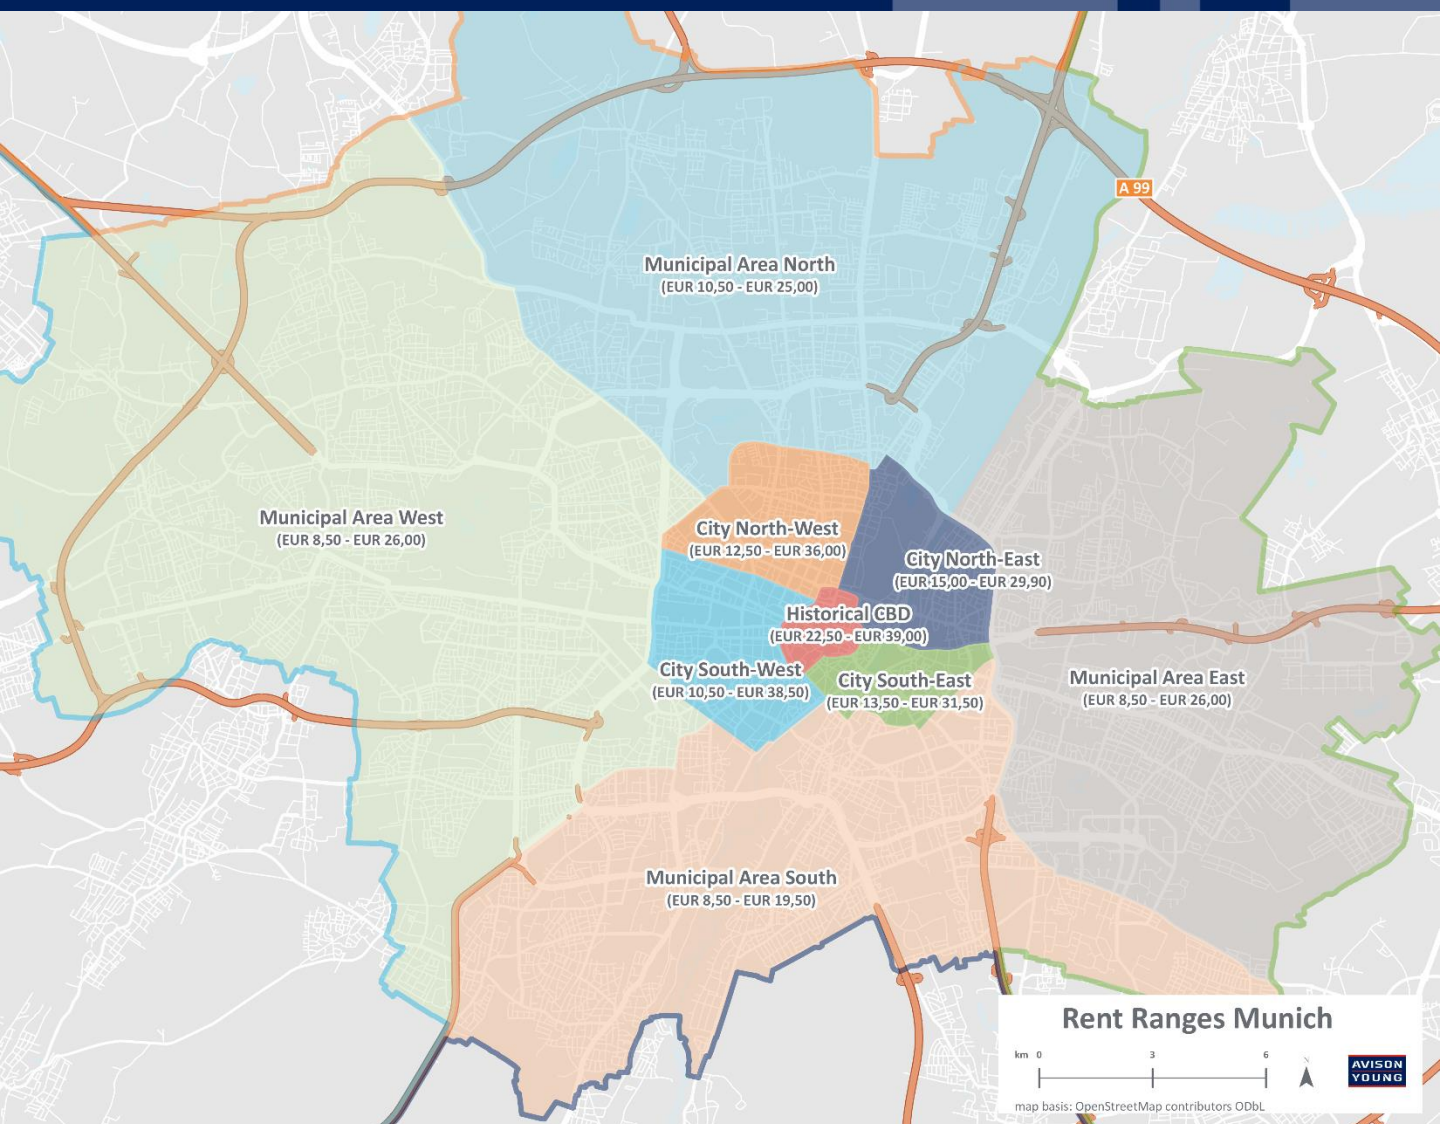 A 99
Municipal Area North
(EUR 10,50 - EUR 25,00)
Municipal Area West
(EUR 8,50 - EUR 26,00)
City North-West
(EUR 12,50 - EUR 36,00)
City North-East
(EUR 15,00 - EUR 29,90)
Historical CBD
(EUR 22,50 - EUR 39,00)
City South-West
(EUR 10,50 - EUR 38,50)
City South-East
(EUR 13,50 - EUR 31,50)
Municipal Area East
(EUR 8,50 - EUR 26,00)
Municipal Area South
(EUR 8,50 - EUR 19,50)
Rent Ranges Munich
km 0 3 6 N
AVISON
YOUNG
map basis: OpenStreetMap contributors ODbL